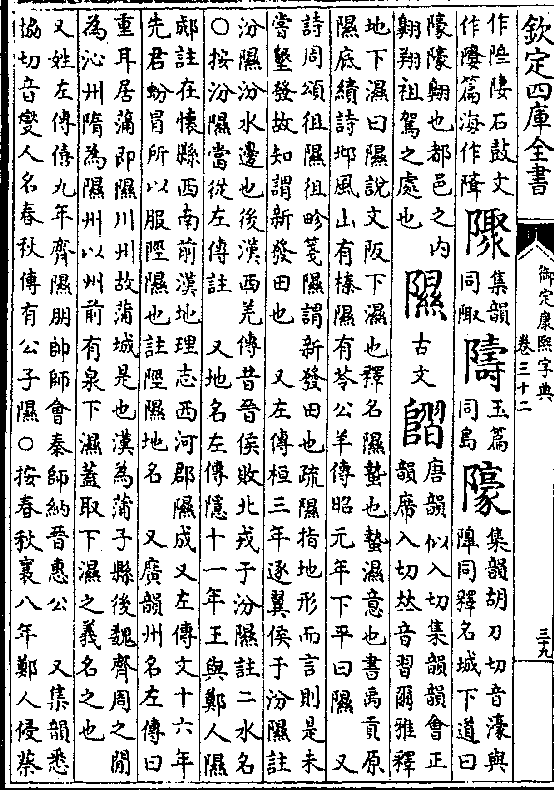 欽定四庫全書
御定康熙字典
卷三十二
三十九
石鼓文
篇海作
集韻
同陬
隯
玉篇
同島
集韻胡刀切音濠與
同釋名城下道曰
翱也都邑之内
翱翔祖駕之處也
隰
古文
唐韻似入切集韻韻會正
韻席入切𠀤音習爾雅釋
地下濕曰隰說文阪下濕也釋名隰蟄也蟄濕意也書禹貢原
隰底績詩邶風山有榛隰有苓公羊傳昭元年下平曰隰　又
詩周頌徂隰徂畛箋隰謂新發田也疏隰指地形而言則是未
嘗墾發故知謂新發田也　又左傳桓三年逐翼侯于汾隰註
汾隰汾水邊也後漢西羌傳昔晉侯敗北戎于汾隰註二水名
○按汾隰當從左傳註　又地名左傳隱十一年王與鄭人隰
郕註在懷縣西南前漢地理志西河郡隰成又左傳文十六年
先君蚡冒所以服陘隰也註陘隰地名　又廣韻州名左傳曰
重耳居蒲即隰川州故蒲城是也漢為蒲子縣後魏齊周之閒
為沁州隋為隰州以州前有泉下濕蓋取下濕之義名之也
又姓左傳僖九年齊隰朋帥師會秦師納晉惠公　又集韻悉
協切音燮人名春秋傳有公子隰○按春秋襄八年鄭人侵蔡